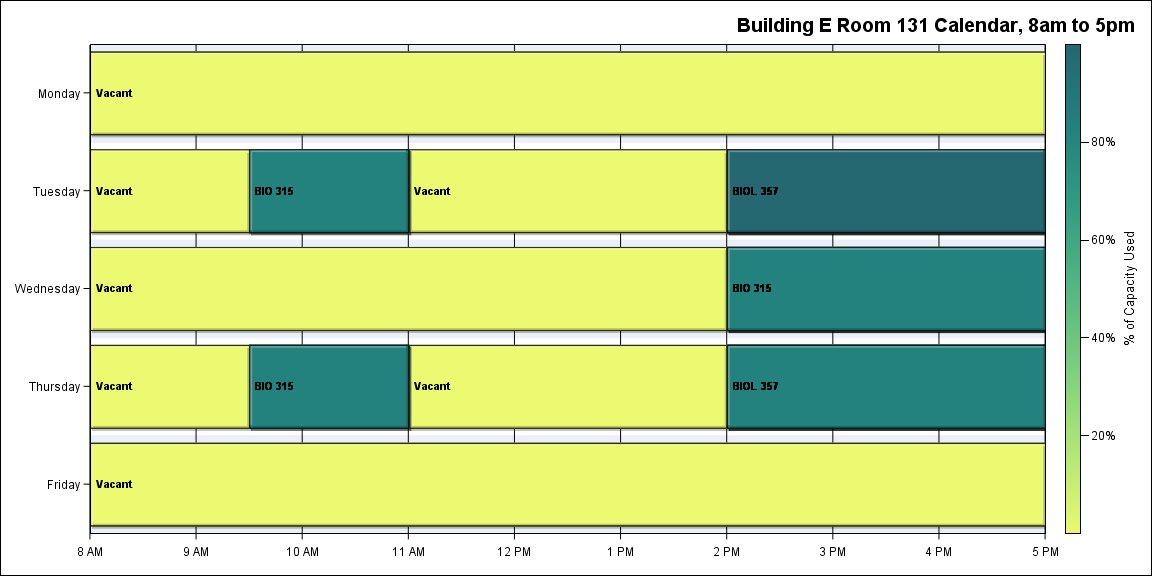 Building E Room 131 Calendar, 8am to 5pm
Monday
Vacant
Tuesday
Vacant
BIO 315
Vacant
BIOL 357
Wednesday
Vacant
BIO 315
Thursday
Vacant
BIO 315
Vacant
BIOL 357
Friday
Vacant
8 AM
9 AM
10 AM
11 AM
12 PM
1 PM
2 PM
3 PM
4 PM
5 PM
80%
60%
40%
20%
% of Capacity Used